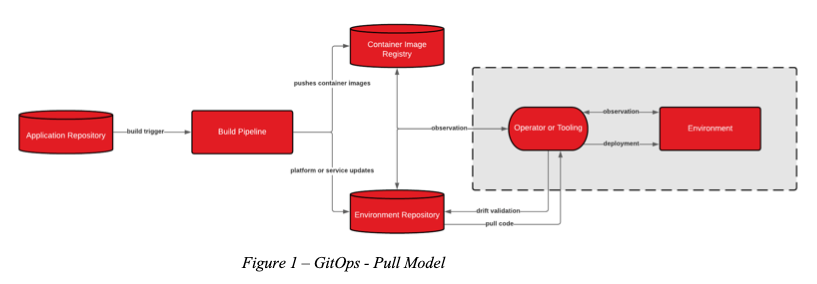 Container Image
Registry
pushes container images
Application Repository
build trigger
Build Pipeline
observation
Operator or Tooling
observation
deployment
Environment
platform or service updates
Environment Repository
drift validation
pull code
Figure 1 – GitOps - Pull Model